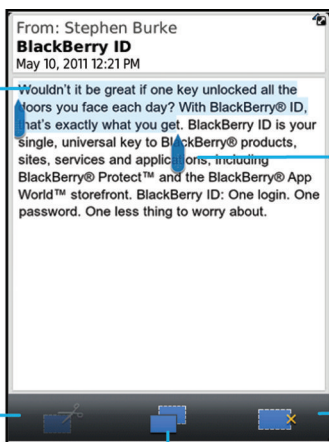 From: Stephen Burke
BlackBerry ID
May 10, 2011 12:21 PM
Wouldn't it be great if one key unlocked all the
doors you face each day? With BlackBerry® ID,
that's exactly what you get. BlackBerry ID is your
single, universal key to BlackBerry® products,
sites, services and applications, including
BlackBerry® Protect™ and the BlackBerry® App
World™ storefront. BlackBerry ID: One login. One
password. One less thing to worry about.